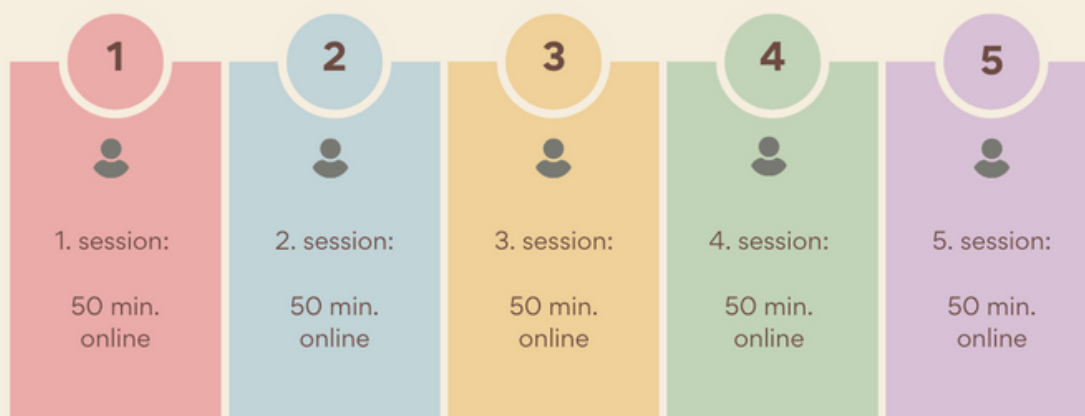 1
1. session:
50 min.
online
2
2. session:
50 min.
online
3
3. session:
50 min.
online
4
4. session:
50 min.
online
5
5. session:
50 min.
online